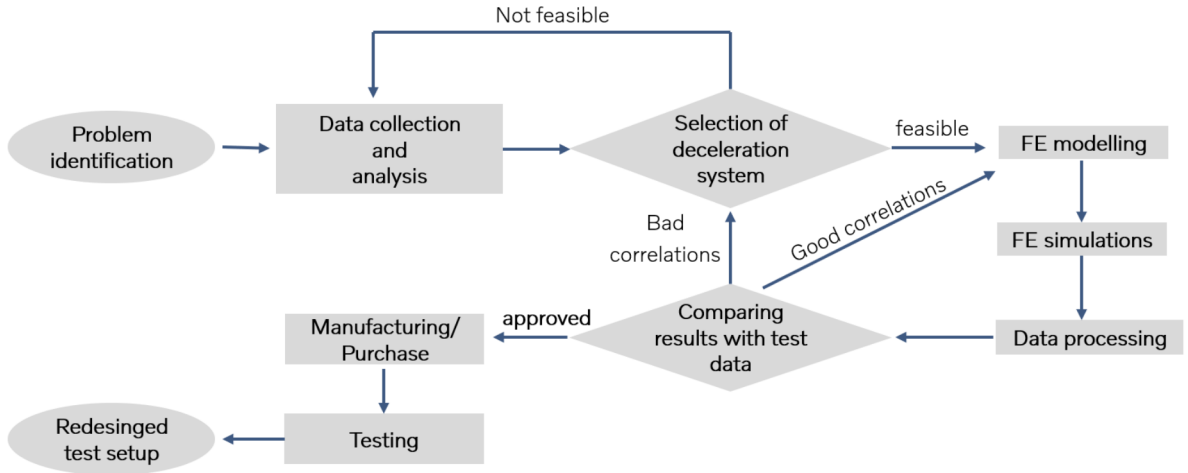 Not feasible
Problem
identification
Data collection
and
analysis
Selection of
deceleration
system
feasible
FE modelling
Bad
correlations
Good correlations
FE simulations
Manufacturing/
Purchase
approved
Comparing
results with test
data
Data processing
Redesinged
test setup
Testing